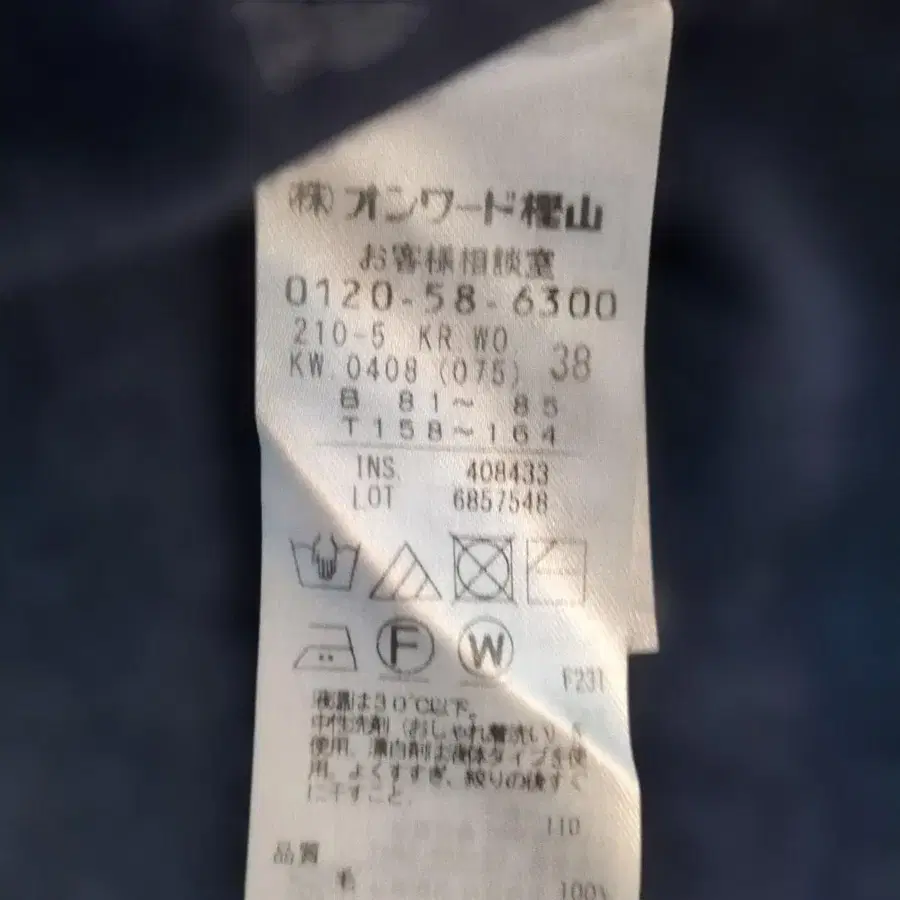 ㈱オンワード樫山
お客様相談室
0120-58-6300
210-5 KR WO
KW 0408 (075) 38
B 81~ 85
T158~164
INS. 408433
LOT 6857548
F W
F231
液温は30℃以下。
中性洗剤(おしゃれ着洗い)を
使用。漂白剤は液体タイプを使
用。よくすすぎ、絞りの後すぐ
に干すこと。
110
品質
毛 100%